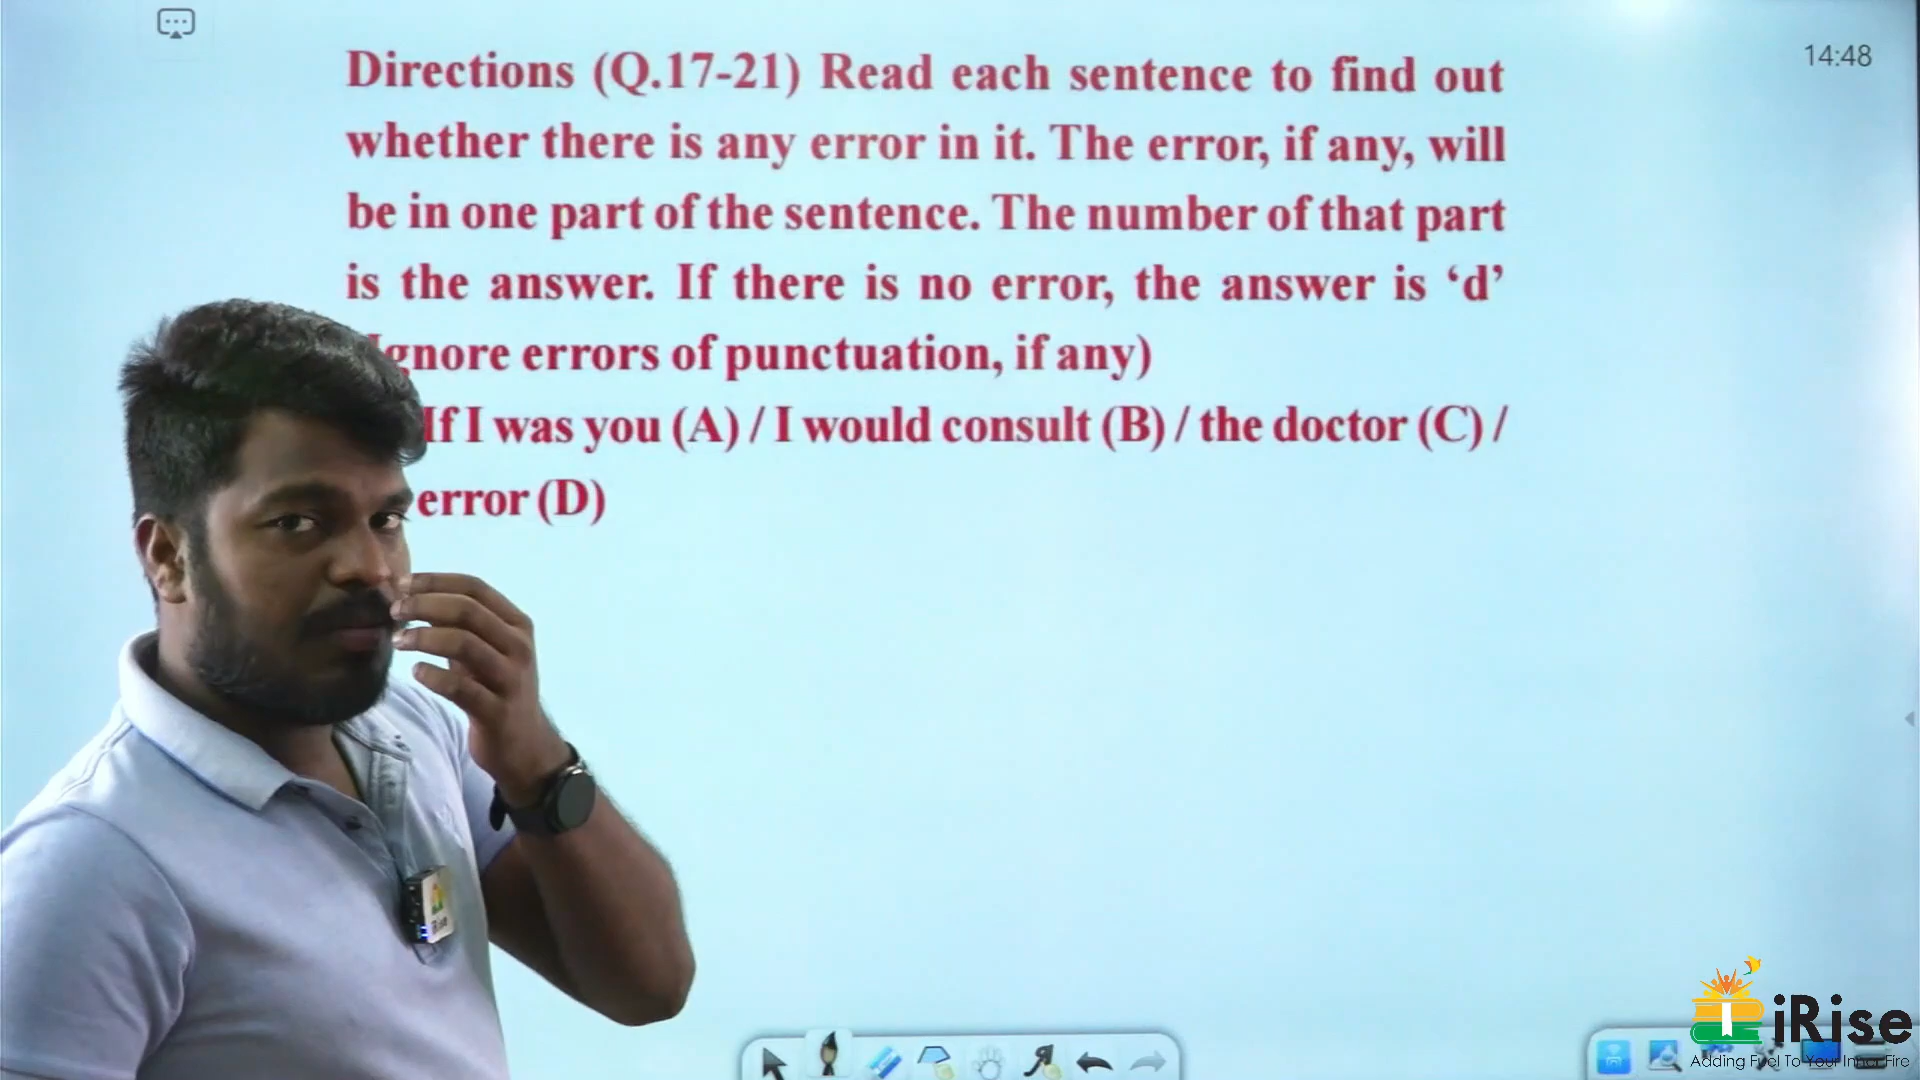 14:48
Directions (Q.17-21) Read each sentence to find out
whether there is any error in it. The error, if any, will
be in one part of the sentence. The number of that part
is the answer. If there is no error, the answer is ‘d’
Ignore errors of punctuation, if any)
If I was you (A) / I would consult (B) / the doctor (C) /
error (D)
iRise
Adding Fuel To Your Inner Fire